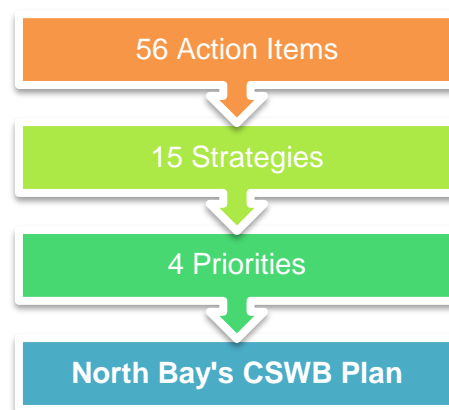 56 Action Items
15 Strategies
4 Priorities
North Bay's CSWB Plan